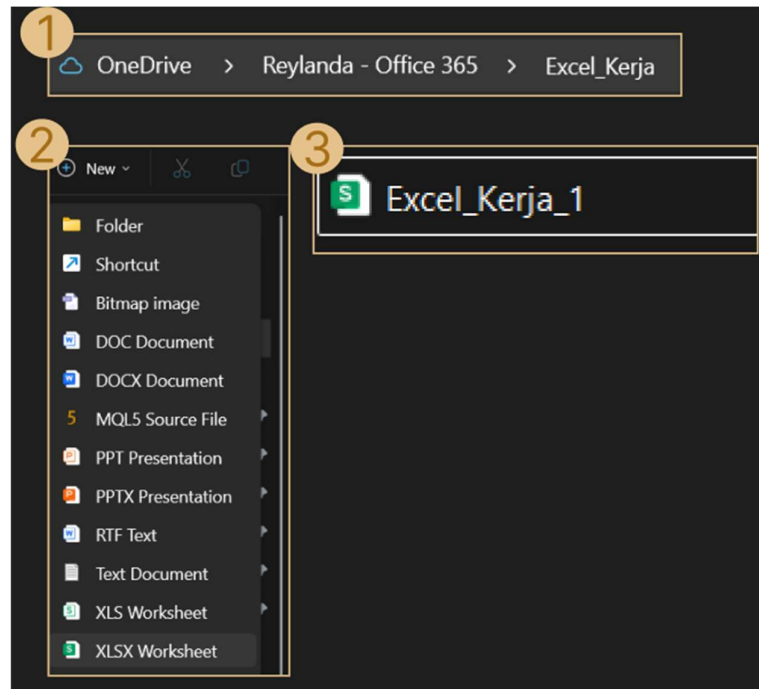 1
OneDrive > Reylanda - Office 365 > Excel_Kerja
2
New
Folder
Shortcut
Bitmap image
DOC Document
DOCX Document
5 MQL5 Source File
PPT Presentation
PPTX Presentation
RTF Text
Text Document
XLS Worksheet
XLSX Worksheet
3
Excel_Kerja_1